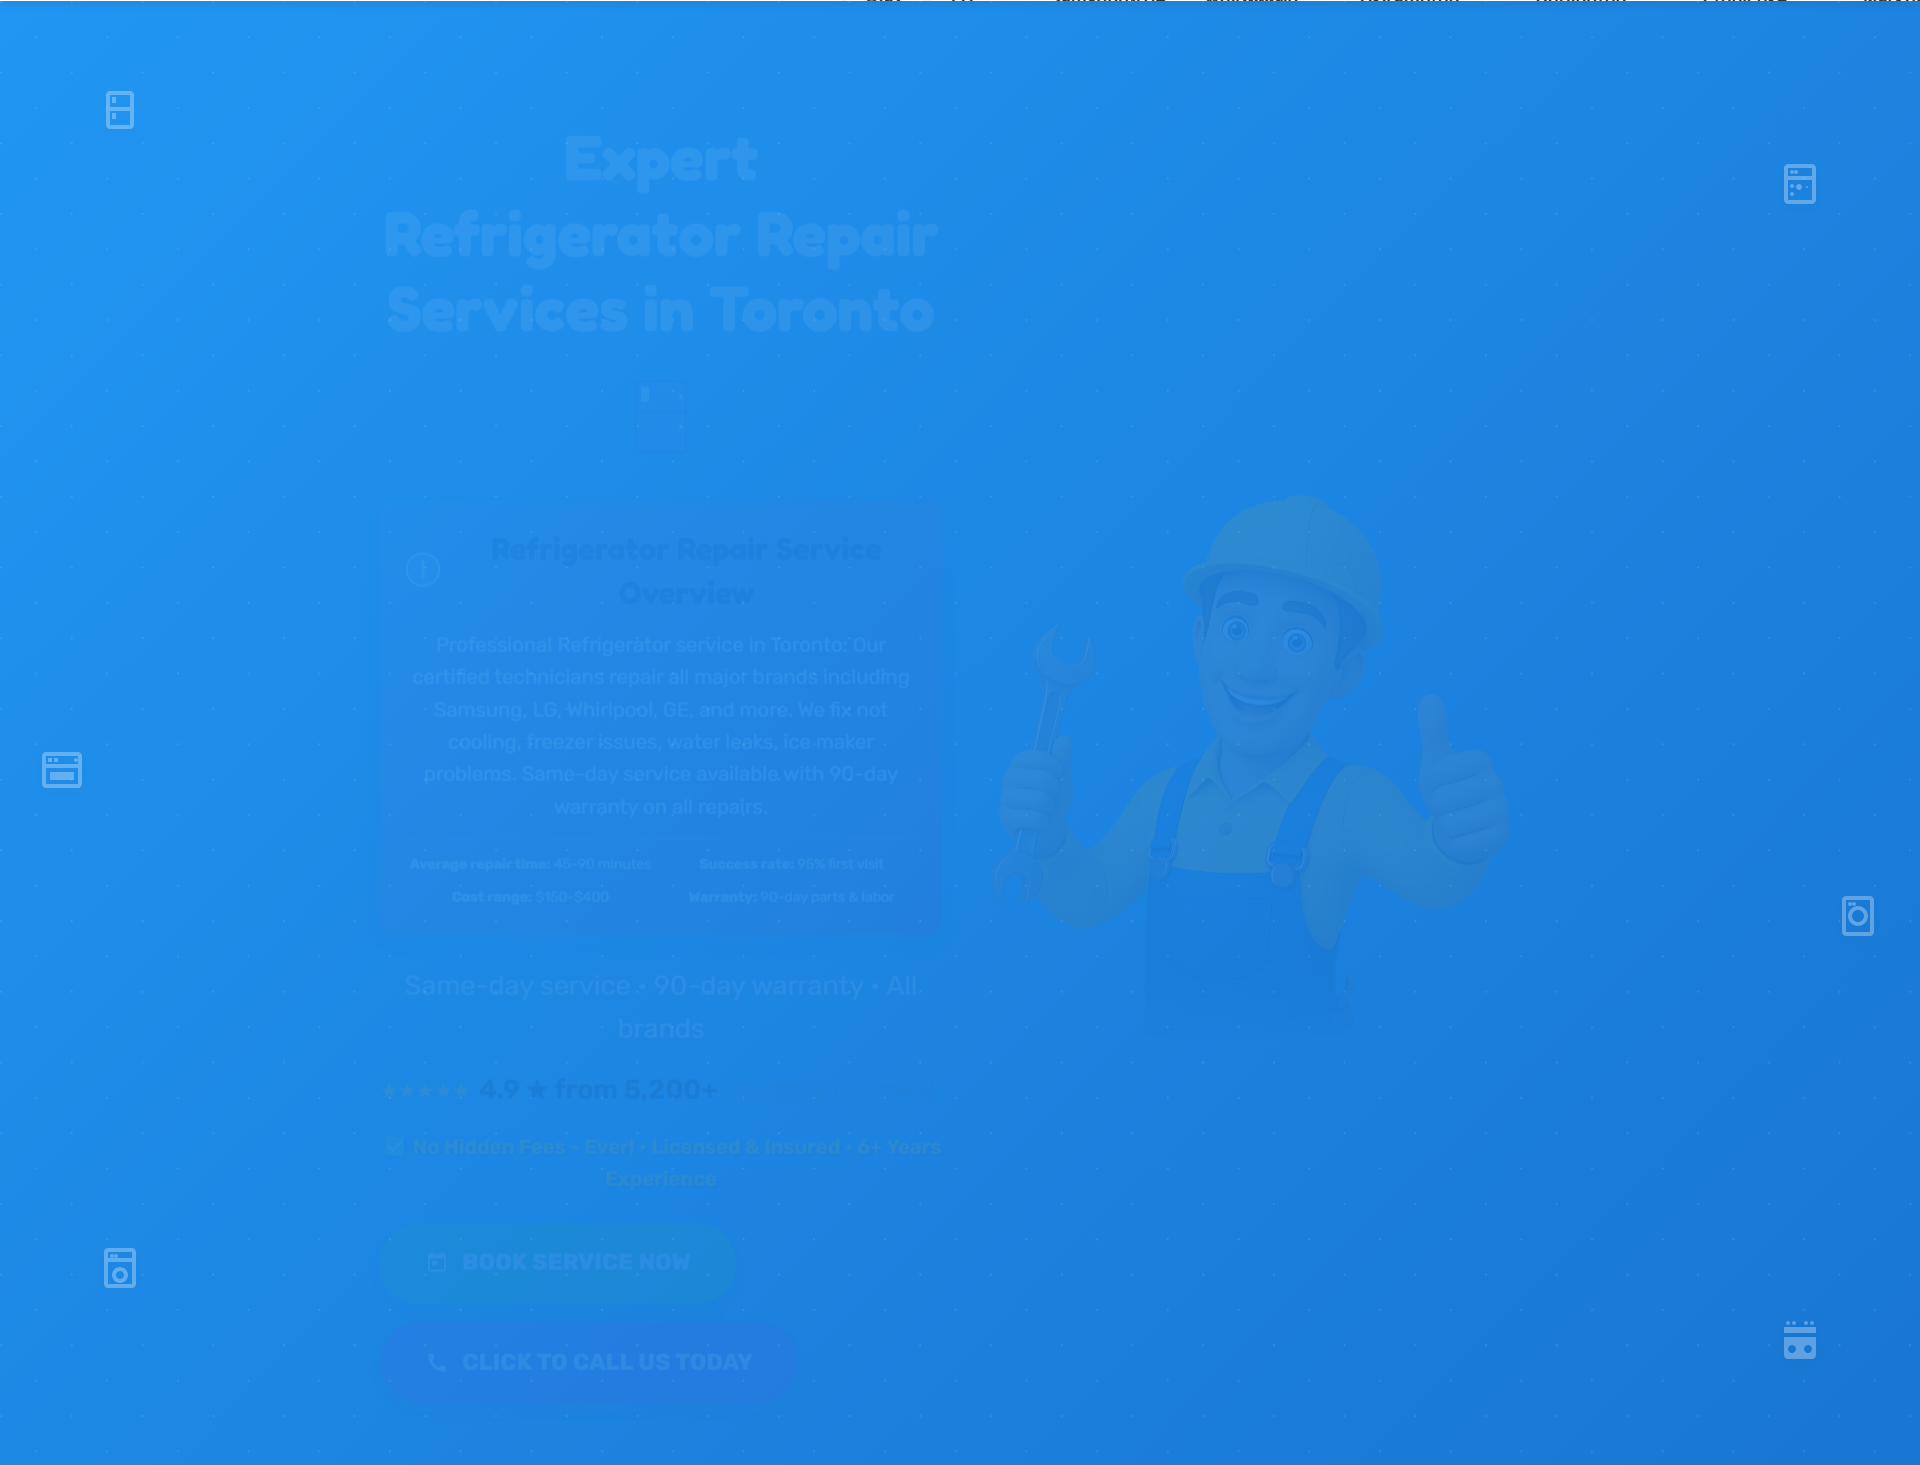 Expert
Refrigerator Repair
Services in Toronto
Refrigerator Repair Service
Overview
Professional Refrigerator service in Toronto: Our
certified technicians repair all major brands including
Samsung, LG, Whirlpool, GE, and more. We fix not
cooling, freezer issues, water leaks, ice maker
problems. Same-day service available with 90-day
warranty on all repairs.
Average repair time: 45-90 minutes Success rate: 95% first visit
Cost range: $150-$400 Warranty: 90-day parts & labor
Same-day service • 90-day warranty • All
brands
★★★★★ 4.9 ★ from 5,200+
No Hidden Fees - Ever! • Licensed & Insured • 6+ Years
Experience
BOOK SERVICE NOW
CLICK TO CALL US TODAY